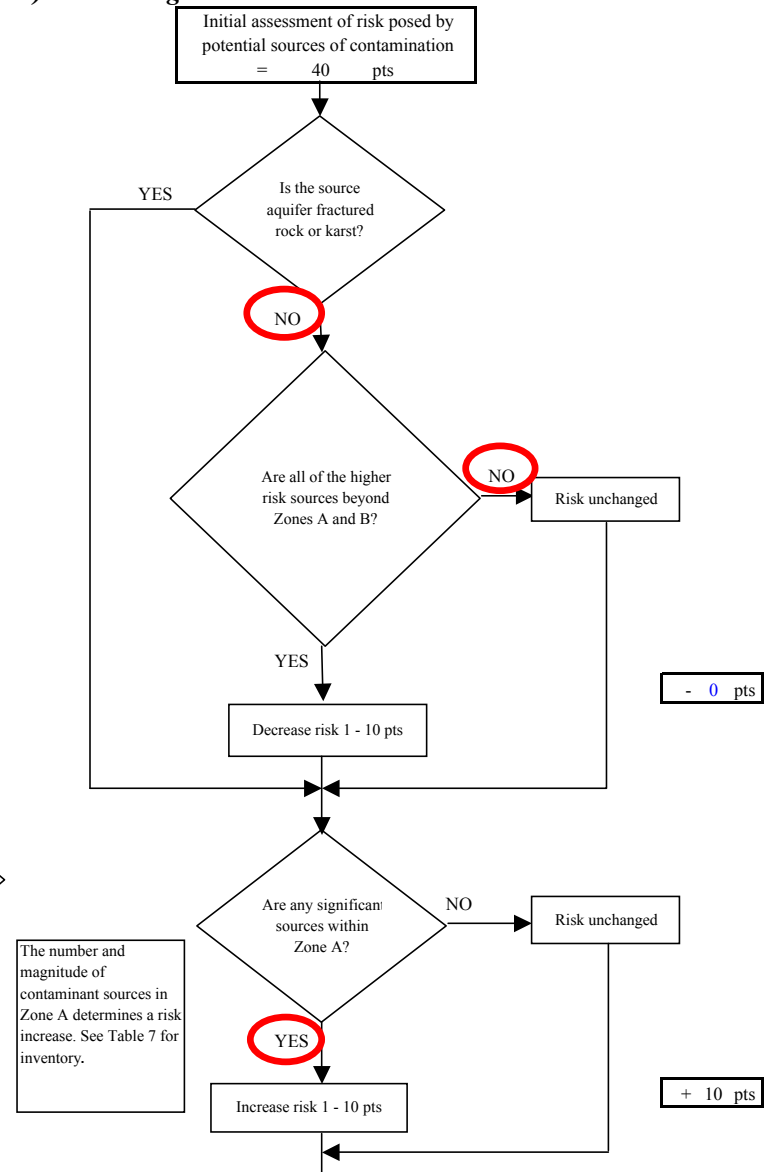 Initial assessment of risk posed by
potential sources of contamination
= 40 pts
YES
Is the source
aquifer fractured
rock or karst?
NO
Are all of the higher
risk sources beyond
Zones A and B?
NO
Risk unchanged
YES
- 0 pts
Decrease risk 1 - 10 pts
Are any significant
sources within
Zone A?
NO
Risk unchanged
The number and
magnitude of
contaminant sources in
Zone A determines a risk
increase. See Table 7 for
inventory.
YES
+ 10 pts
Increase risk 1 - 10 pts